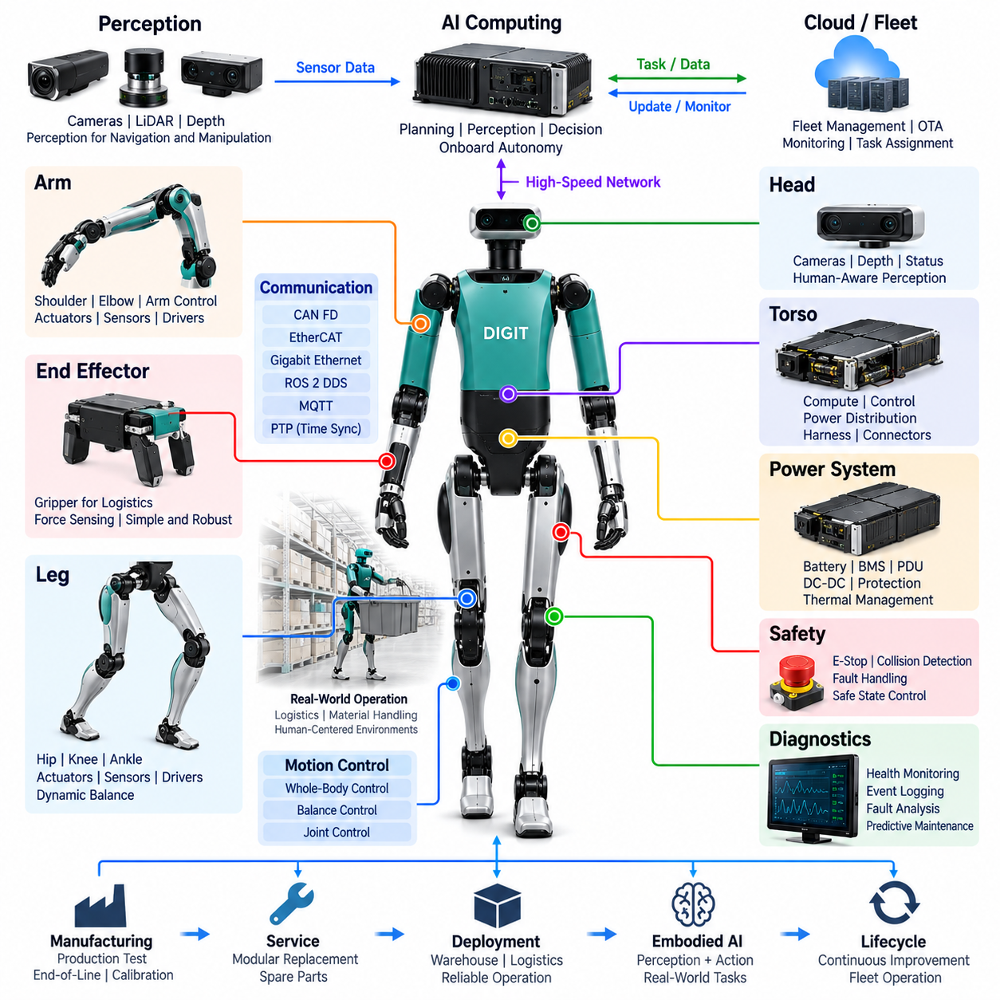 Perception
AI Computing
Cloud / Fleet
Sensor Data
Task / Data
Update / Monitor
Cameras | LiDAR | Depth
Perception for Navigation and Manipulation
Planning | Perception | Decision
Onboard Autonomy
Fleet Management | OTA
Monitoring | Task Assignment
High-Speed Network
Arm
Shoulder | Elbow | Arm Control
Actuators | Sensors | Drivers
End Effector
Gripper for Logistics
Force Sensing | Simple and Robust
Leg
Hip | Knee | Ankle
Actuators | Sensors | Drivers
Dynamic Balance
Communication
CAN FD
EtherCAT
Gigabit Ethernet
ROS 2 DDS
MQTT
PTP (Time Sync)
DIGIT
Real-World Operation
Logistics | Material Handling
Human-Centered Environments
Motion Control
Whole-Body Control
Balance Control
Joint Control
Head
Cameras | Depth | Status
Human-Aware Perception
Torso
Compute | Control
Power Distribution
Harness | Connectors
Power System
Battery | BMS | PDU
DC-DC | Protection
Thermal Management
Safety
E-Stop | Collision Detection
Fault Handling
Safe State Control
Diagnostics
Health Monitoring
Event Logging
Fault Analysis
Predictive Maintenance
Manufacturing
Production Test
End-of-Line | Calibration
Service
Modular Replacement
Spare Parts
Deployment
Warehouse | Logistics
Reliable Operation
Embodied AI
Perception + Action
Real-World Tasks
Lifecycle
Continuous Improvement
Fleet Operation